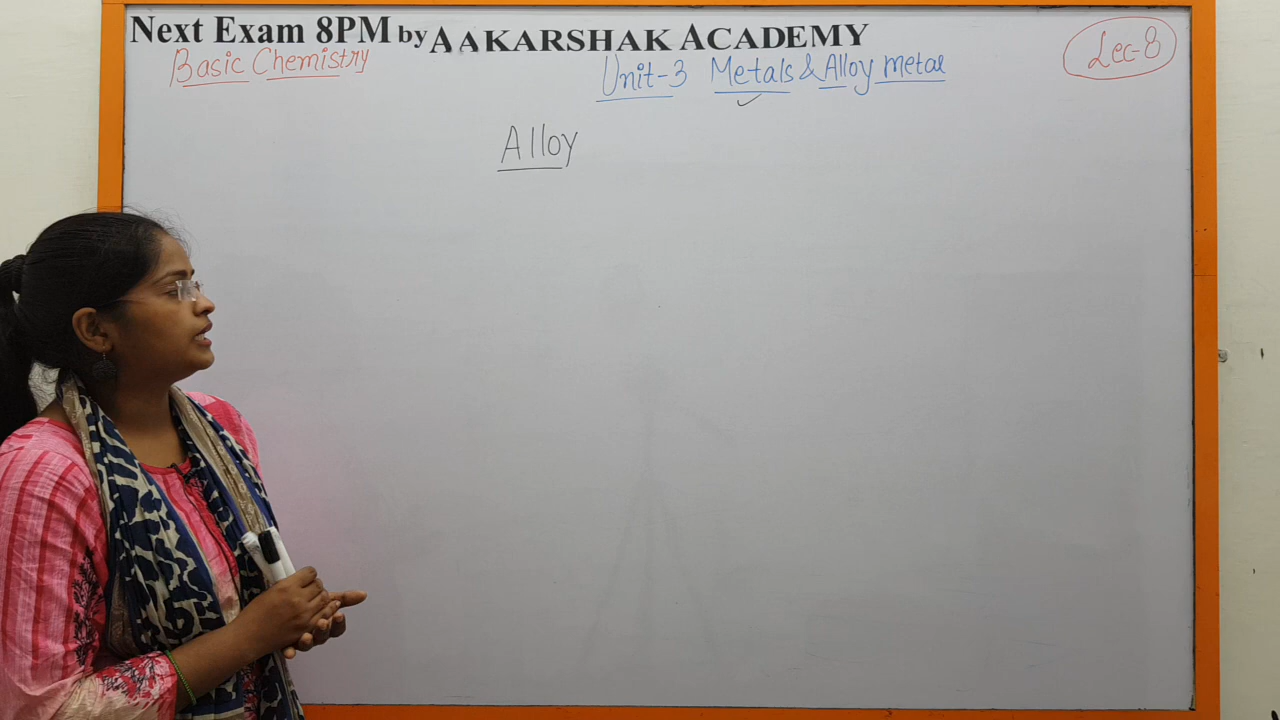 Next Exam 8PM by AAKARSHAK ACADEMY
Basic Chemistry
Unit-3 Metals & Alloy metal
Lec-8
Alloy